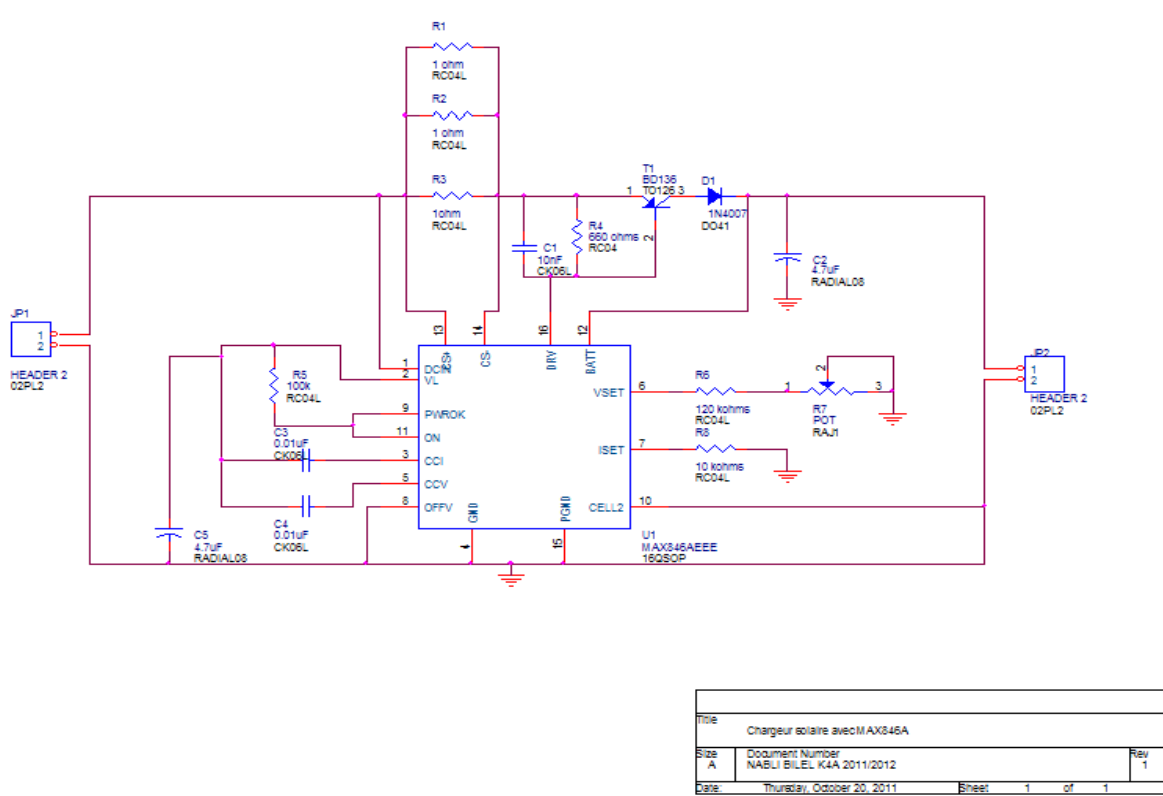 R1
1 ohm
RC04L
R2
1 ohm
RC04L
R3
1ohm
RC04L
T1
BD136
TO126
1
3
2
D1
1N4007
DO41
R4
660 ohms
RC04
C1
10nF
CK06L
C2
4.7uF
RADIAL08
JP1
1
2
HEADER 2
02PL2
13
14
16
12
CS-
DRV
BATT
R5
100k
RC04L
1
DCIN
2
VL
9
PWROK
11
ON
3
CCI
5
CCV
8
OFFV
C3
0.01uF
CK06L
C4
0.01uF
CK06L
C5
4.7uF
RADIAL08
GND
4
PGND
15
VSET
6
ISET
7
CELL2
10
R6
120 kohms
RC04L
R8
10 kohms
RC04L
1
2
3
R7
POT
RAJ1
JP2
1
2
HEADER 2
02PL2
U1
MAX846AEEE
16QSOP
Title
Chargeur solaire avec MAX846A
Size
A
Document Number
NABLI BILEL K4A 2011/2012
Rev
1
Date:
Thursday, October 20, 2011
Sheet
1
of
1